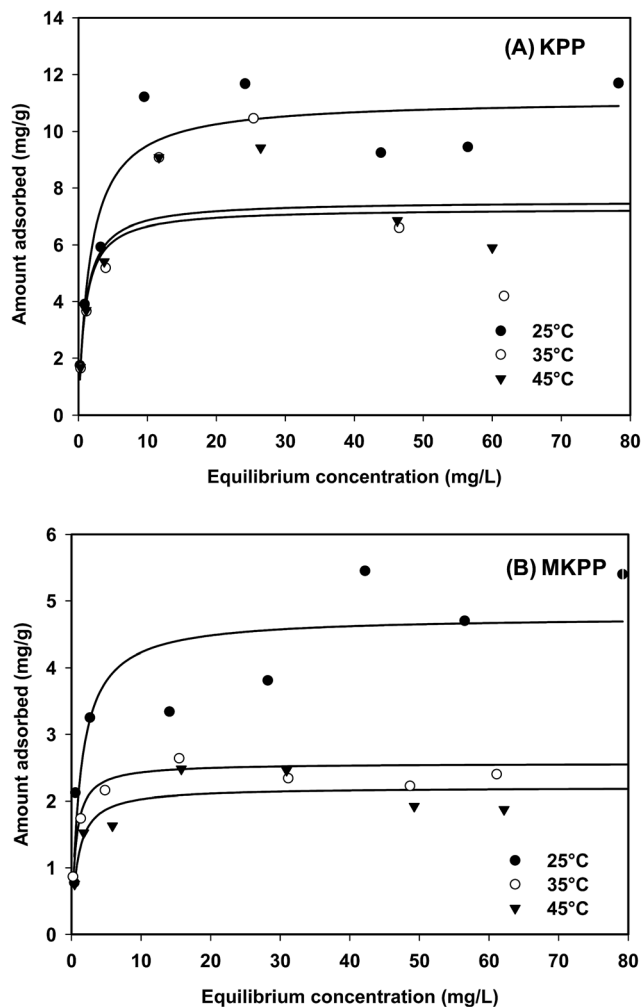 (A) KPP
14
12
10
8
6
4
2
0
Amount adsorbed (mg/g)
25°C
35°C
45°C
0 10 20 30 40 50 60 70 80
Equilibrium concentration (mg/L)
(B) MKPP
6
5
4
3
2
1
0
Amount adsorbed (mg/g)
25°C
35°C
45°C
0 10 20 30 40 50 60 70 80
Equilibrium concentration (mg/L)